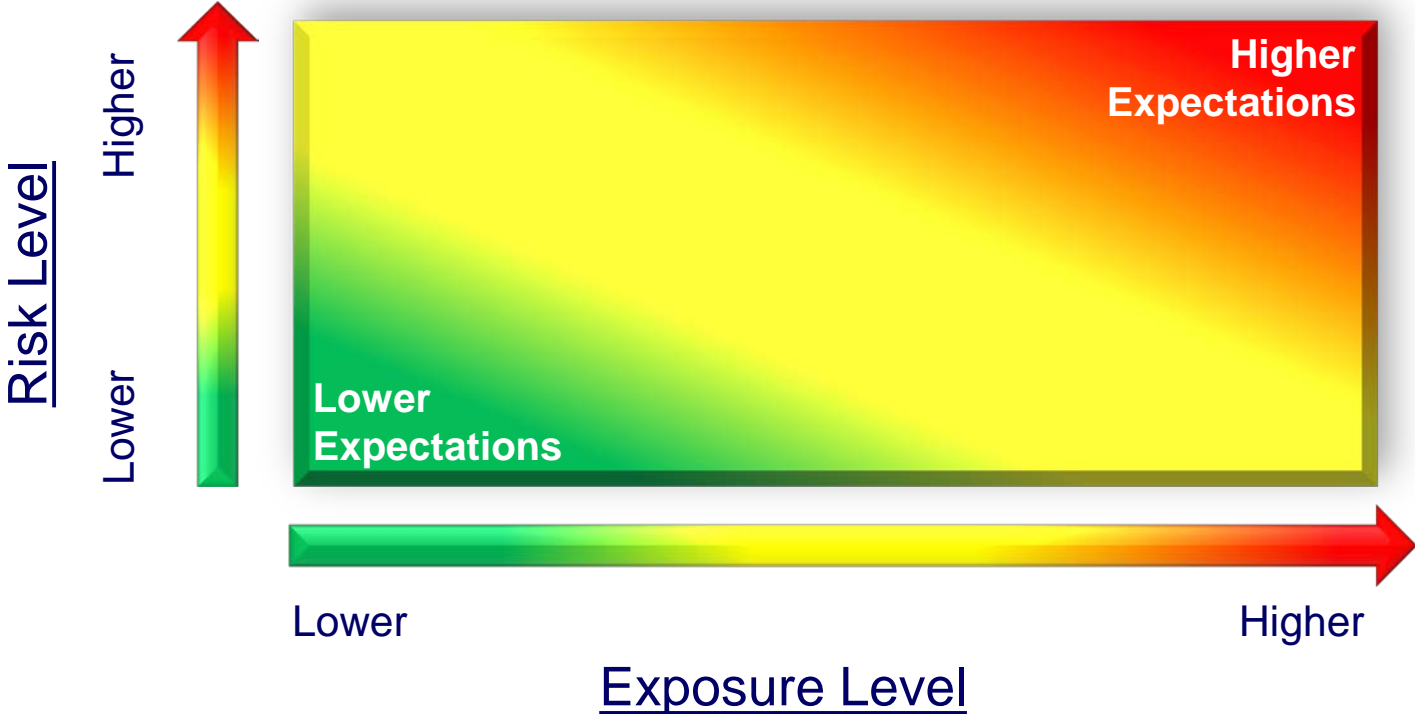 Risk Level
Higher
Lower
Higher
Expectations
Lower
Expectations
Lower
Higher
Exposure Level